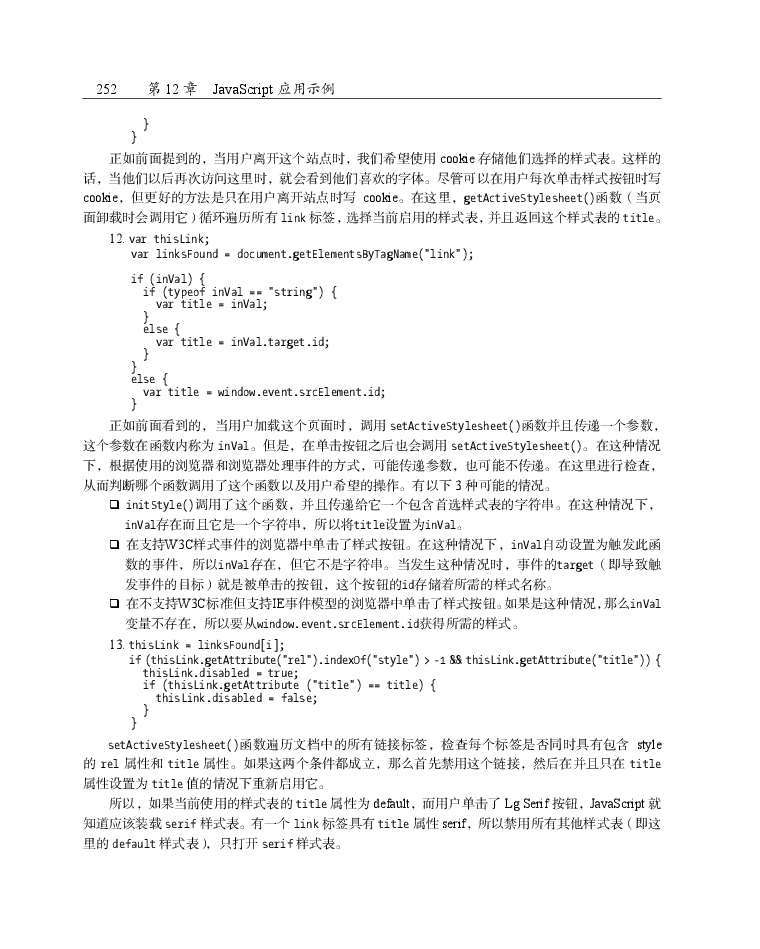 252 第 12 章 JavaScript 应用示例
}
}
正如前面提到的，当用户离开这个站点时，我们希望使用 cookie 存储他们选择的样式表。这样的
话，当他们以后再次访问这里时，就会看到他们喜欢的字体。尽管可以在用户每次单击样式按钮时写
cookie，但更好的方法是只在用户离开站点时写 cookie。在这里，getActiveStylesheet()函数（当页
面卸载时会调用它）循环遍历所有 link 标签，选择当前启用的样式表，并且返回这个样式表的 title。
12. var thisLink;
var linksFound = document.getElementsByTagName("link");
if (inVal) {
if (typeof inVal == "string") {
var title = inVal;
}
else {
var title = inVal.target.id;
}
}
else {
var title = window.event.srcElement.id;
}
正如前面看到的，当用户加载这个页面时，调用 setActiveStylesheet()函数并且传递一个参数，
这个参数在函数内称为 inVal。但是，在单击按钮之后也会调用 setActiveStylesheet()。在这种情况
下，根据使用的浏览器和浏览器处理事件的方式，可能传递参数，也可能不传递。在这里进行检查，
从而判断哪个函数调用了这个函数以及用户希望的操作。有以下 3 种可能的情况。
❑ initStyle()调用了这个函数，并且传递给它一个包含首选样式表的字符串。在这种情况下，
inVal存在而且它是一个字符串，所以将title设置为inVal。
❑ 在支持W3C样式事件的浏览器中单击了样式按钮。在这种情况下，inVal自动设置为触发此函
数的事件，所以inVal存在，但它不是字符串。当发生这种情况时，事件的target（即导致触
发事件的目标）就是被单击的按钮，这个按钮的id存储着所需的样式名称。
❑ 在不支持W3C标准但支持IE事件模型的浏览器中单击了样式按钮。如果是这种情况，那么inVal
变量不存在，所以要从window.event.srcElement.id获得所需的样式。
13. thisLink = linksFound[i];
if (thisLink.getAttribute("rel").indexOf("style") > -1 && thisLink.getAttribute("title")) {
thisLink.disabled = true;
if (thisLink.getAttribute ("title") == title) {
thisLink.disabled = false;
}
}
setActiveStylesheet()函数遍历文档中的所有链接标签，检查每个标签是否同时具有包含 style
的 rel 属性和 title 属性。如果这两个条件都成立，那么首先禁用这个链接，然后在并且只在 title
属性设置为 title 值的情况下重新启用它。
所以，如果当前使用的样式表的 title 属性为 default，而用户单击了 Lg Serif 按钮，JavaScript 就
知道应该装载 serif 样式表。有一个 link 标签具有 title 属性 serif，所以禁用所有其他样式表（即这
里的 default 样式表），只打开 serif 样式表。